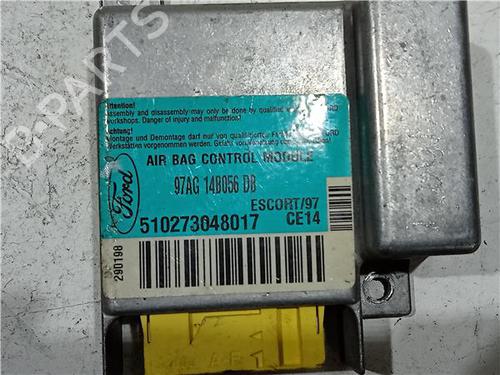 Attention!
Assembly and disassembly may only be done by qualified FORD
Workshops. Danger of injury and malfunction!
Achtung!
Montage und Demontage darf nur von qualifizierten FORD
Werkstätten vorgenommen werden.
AIR BAG CONTROL MODULE
97AG 14B056 DB
Ford
ESCORT/97
510273048017 CE14
290198
PARTS